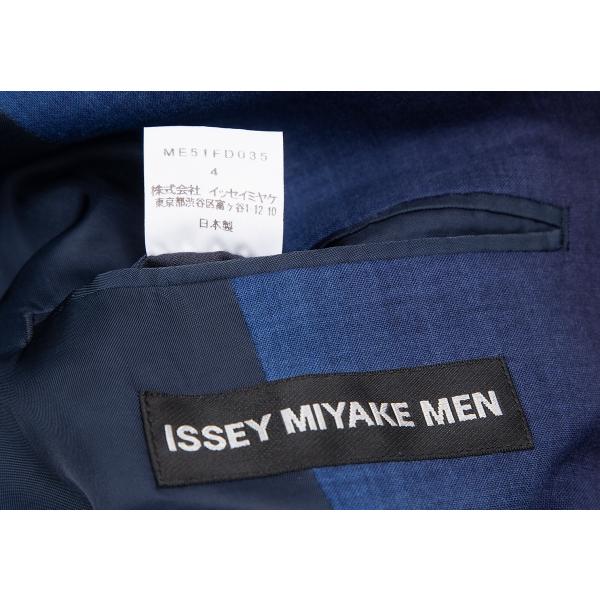 ME51FD035
4
株式会社 イッセイミヤケ
東京都渋谷区富ヶ谷1-12-10
日本製
ISSEY MIYAKE MEN